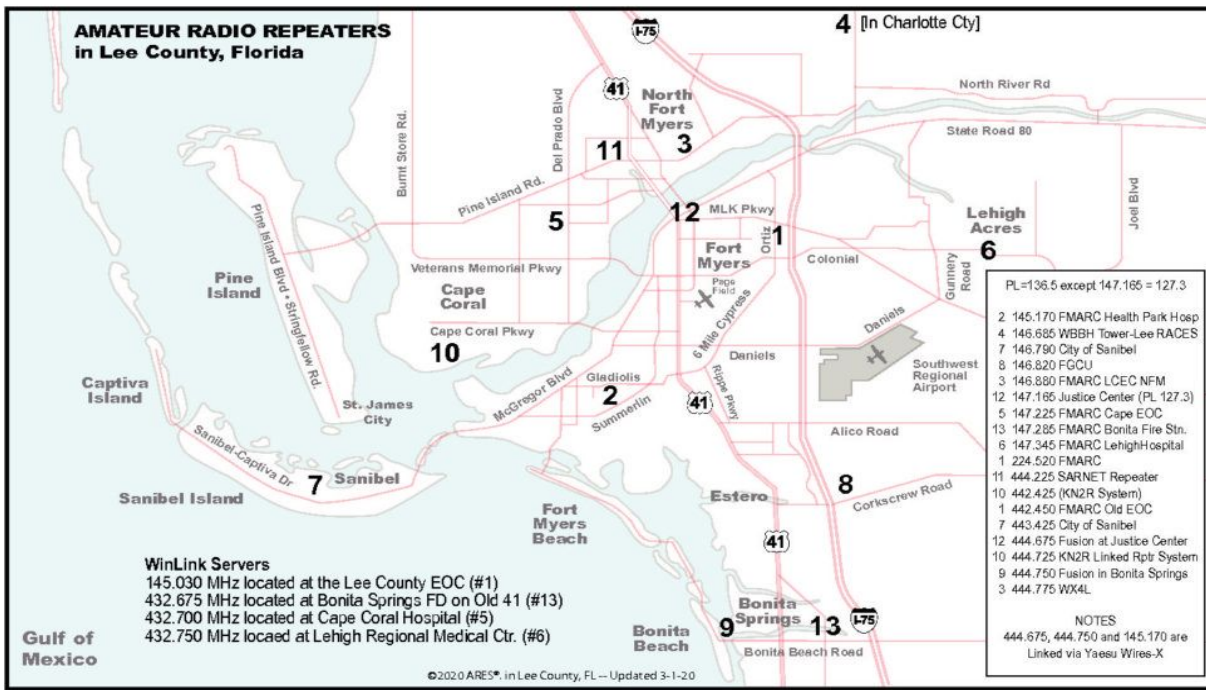 AMATEUR RADIO REPEATERS
in Lee County, Florida
I-75
4 [In Charlotte Cty]
41
North
Fort
Myers
North River Rd
State Road 80
Burnt Store Rd.
Del Prado Blvd
11
3
Pine Island Rd.
5
12
MLK Pkwy
Ortiz
1
Lehigh
Acres
6
Joel Blvd
Pine Island Blvd • Stringfellow Rd.
Pine
Island
Veterans Memorial Pkwy
Fort
Myers
Colonial
Gunnery
Road
Cape
Coral
Page
Field
6 Mile Cypress
Cape Coral Pkwy
10
Daniels
Daniels
Southwest
Regional
Airport
Captiva
Island
McGregor Blvd
Gladiolis
2
Summerlin
Rippe Pkwy
41
St. James
City
Alico Road
Sanibel-Captiva Dr
7
Sanibel
Sanibel Island
8
Estero
Corkscrew Road
Fort
Myers
Beach
41
Bonita
Springs
9
13
I-75
Bonita
Beach
Bonita Beach Road
Gulf of
Mexico
WinLink Servers
145.030 MHz located at the Lee County EOC (#1)
432.675 MHz located at Bonita Springs FD on Old 41 (#13)
432.700 MHz located at Cape Coral Hospital (#5)
432.750 MHz locaed at Lehigh Regional Medical Ctr. (#6)
©2020 ARES®. in Lee County, FL -- Updated 3-1-20
PL=136.5 except 147.165 = 127.3
2 145.170 FMARC Health Park Hosp
4 146.685 WBBH Tower-Lee RACES
7 146.790 City of Sanibel
8 146.820 FGCU
3 146.880 FMARC LCEC NFM
12 147.165 Justice Center (PL 127.3)
5 147.225 FMARC Cape EOC
13 147.285 FMARC Bonita Fire Stn.
6 147.345 FMARC LehighHospital
1 224.520 FMARC
11 444.225 SARNET Repeater
10 442.425 (KN2R System)
1 442.450 FMARC Old EOC
7 443.425 City of Sanibel
12 444.675 Fusion at Justice Center
10 444.725 KN2R Linked Rptr System
9 444.750 Fusion in Bonita Springs
3 444.775 WX4L
NOTES
444.675, 444.750 and 145.170 are
Linked via Yaesu Wires-X